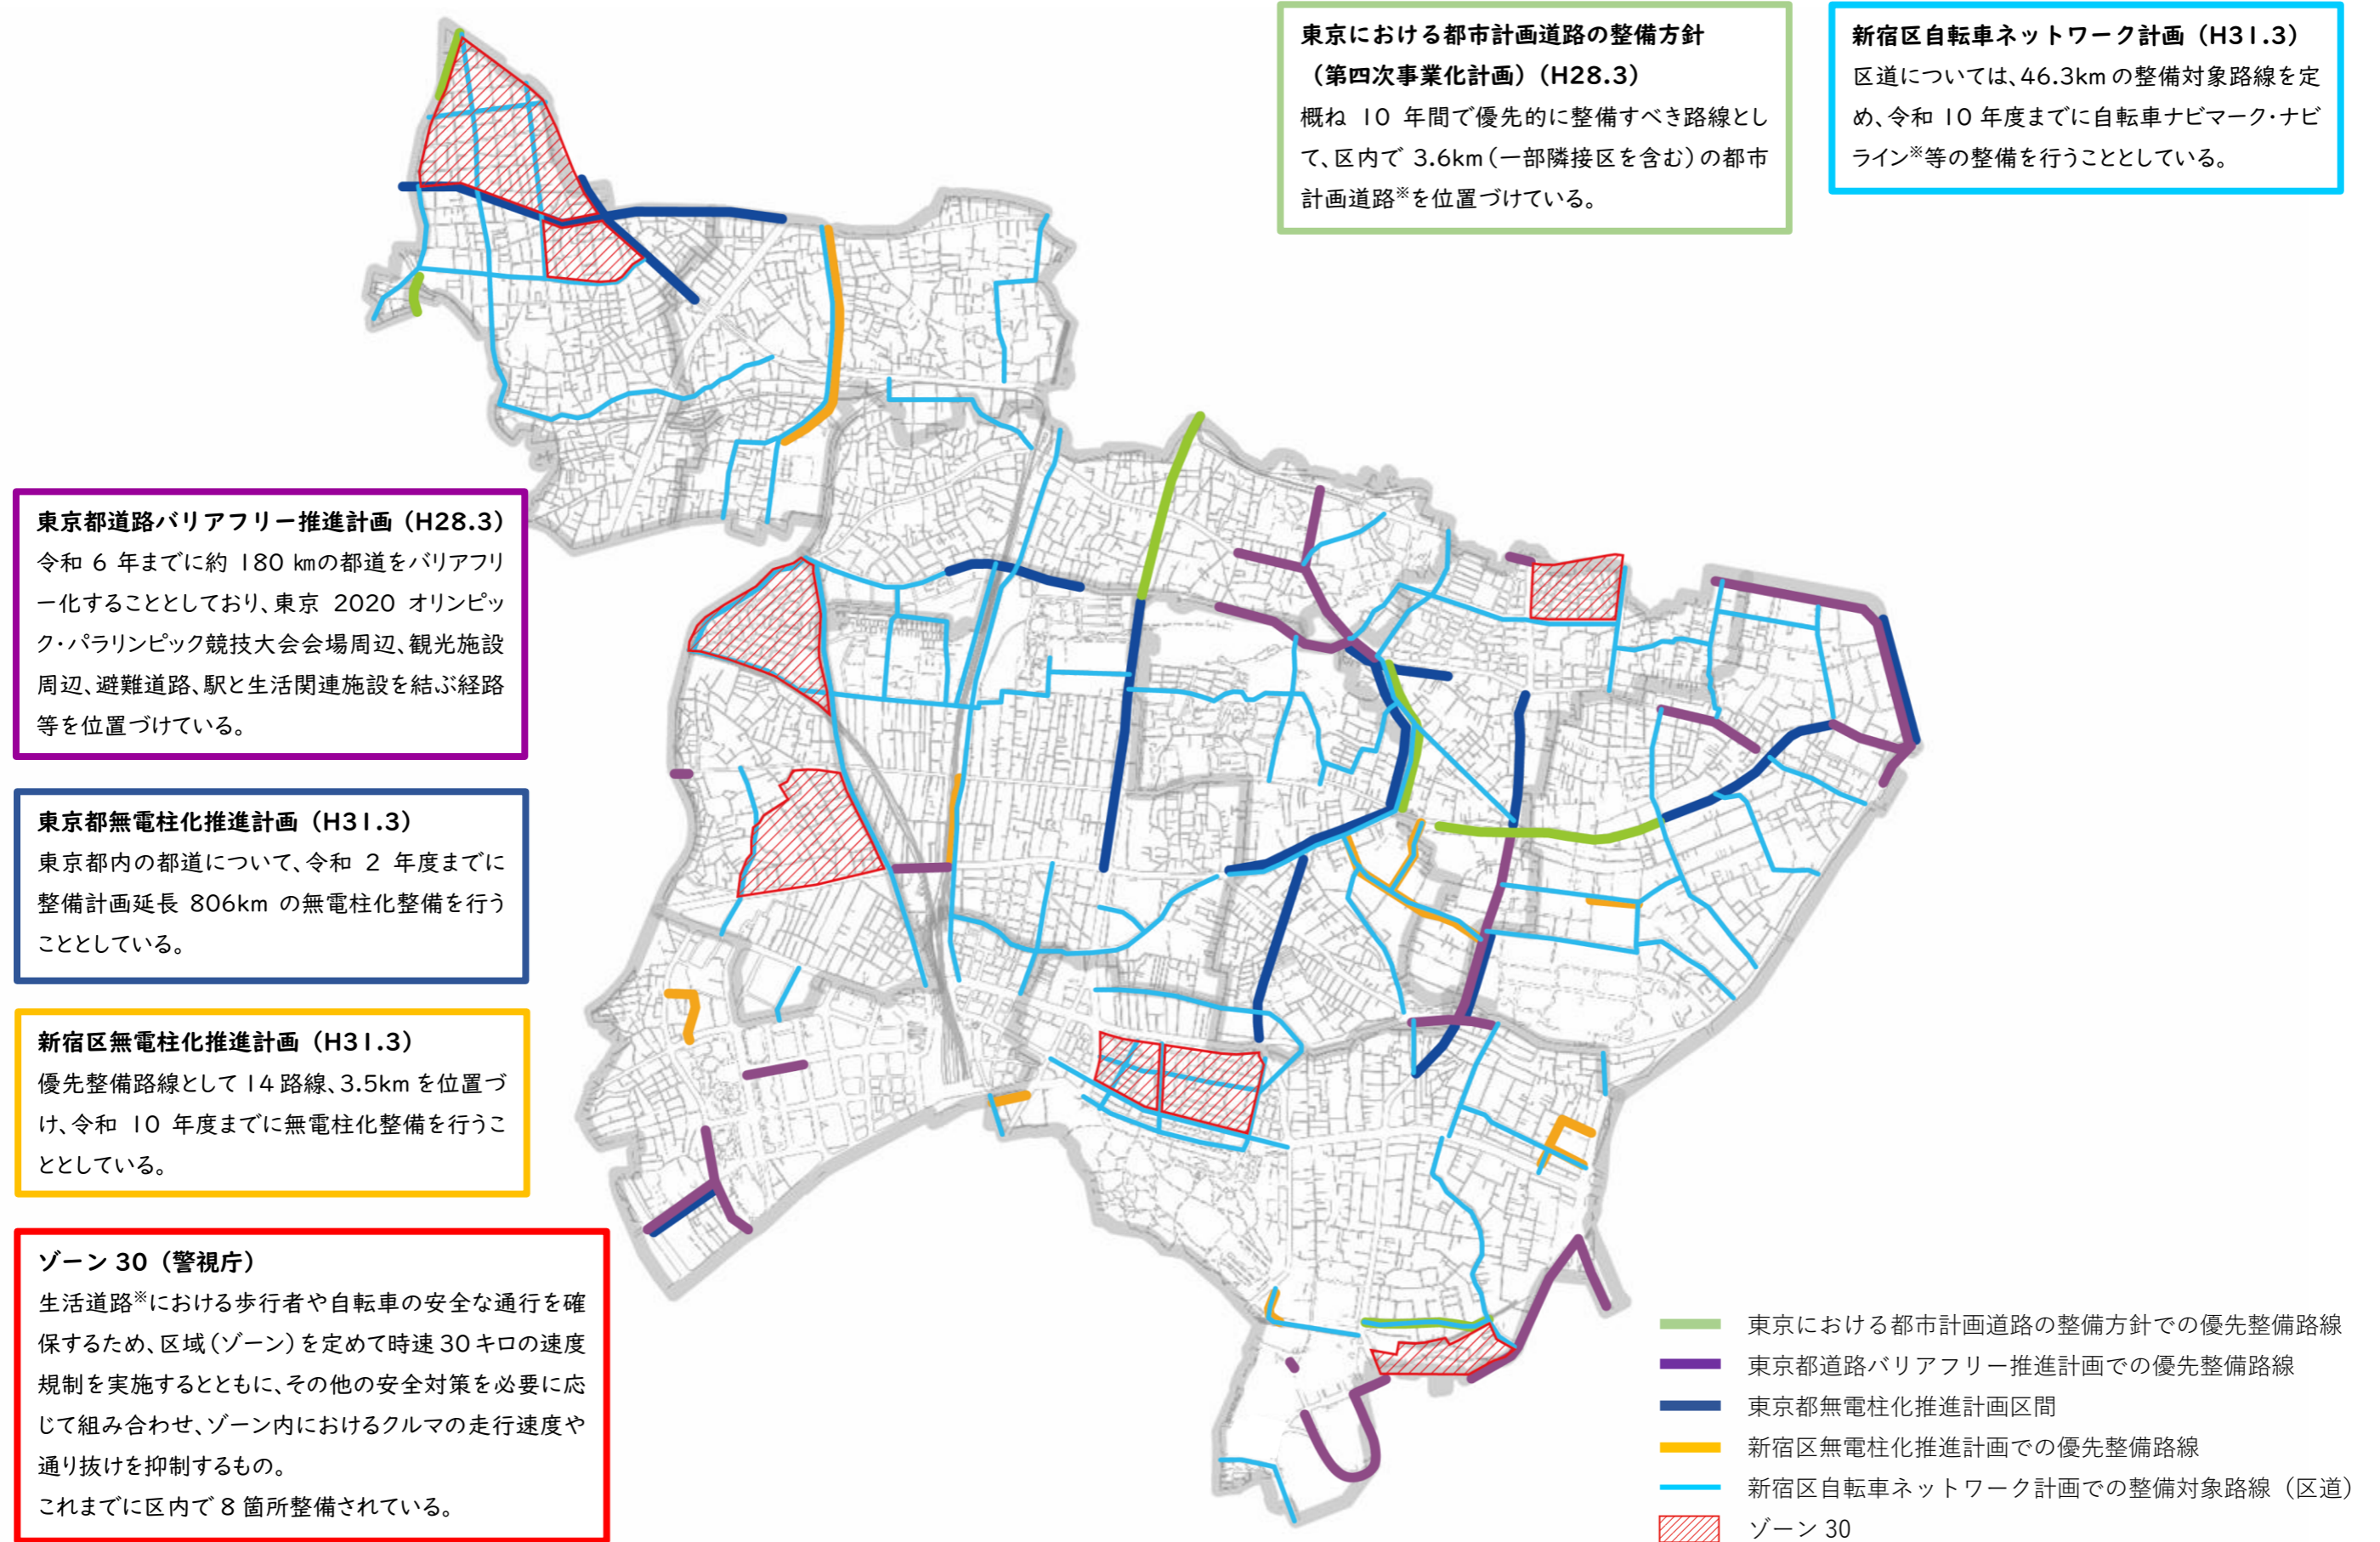 東京における都市計画道路の整備方針
（第四次事業化計画）（H28.3）
概ね 10 年間で優先的に整備すべき路線とし
て、区内で 3.6km（一部隣接区を含む）の都市
計画道路※を位置づけている。
新宿区自転車ネットワーク計画（H31.3）
区道については、46.3kmの整備対象路線を定
め、令和 10 年度までに自転車ナビマーク・ナビ
ライン※等の整備を行うこととしている。
東京都道路バリアフリー推進計画（H28.3）
令和 6 年までに約 180 kmの都道をバリアフリ
ー化することとしており、東京 2020 オリンピッ
ク・パラリンピック競技大会会場周辺、観光施設
周辺、避難道路、駅と生活関連施設を結ぶ経路
等を位置づけている。
東京都無電柱化推進計画（H31.3）
東京都内の都道について、令和 2 年度までに
整備計画延長 806km の無電柱化整備を行う
こととしている。
新宿区無電柱化推進計画（H31.3）
優先整備路線として14路線、3.5kmを位置づ
け、令和 10 年度までに無電柱化整備を行うこ
ととしている。
ゾーン 30（警視庁）
生活道路※における歩行者や自転車の安全な通行を確
保するため、区域（ゾーン）を定めて時速30キロの速度
規制を実施するとともに、その他の安全対策を必要に応
じて組み合わせ、ゾーン内におけるクルマの走行速度や
通り抜けを抑制するもの。
これまでに区内で 8 箇所整備されている。
東京における都市計画道路の整備方針での優先整備路線
東京都道路バリアフリー推進計画での優先整備路線
東京都無電柱化推進計画区間
新宿区無電柱化推進計画での優先整備路線
新宿区自転車ネットワーク計画での整備対象路線（区道）
ゾーン 30